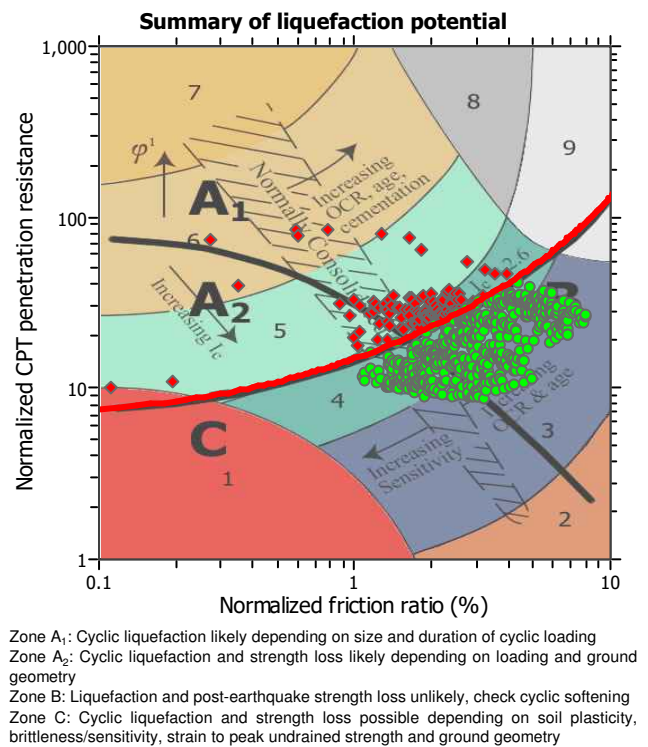 Summary of liquefaction potential
Normalized CPT penetration resistance
1,000
100
10
1
7
8
9
φ¹
A₁
Normally Consol
Increasing
OCR, age,
cementation
6
A₂
Increasing Ic
5
Ic
2.6
B
4
Increasing
OCR & age
3
C
1
Increasing
Sensitivity
2
0.1
1
10
Normalized friction ratio (%)
Zone A₁: Cyclic liquefaction likely depending on size and duration of cyclic loading
Zone A₂: Cyclic liquefaction and strength loss likely depending on loading and ground
geometry
Zone B: Liquefaction and post-earthquake strength loss unlikely, check cyclic softening
Zone C: Cyclic liquefaction and strength loss possible depending on soil plasticity,
brittleness/sensitivity, strain to peak undrained strength and ground geometry